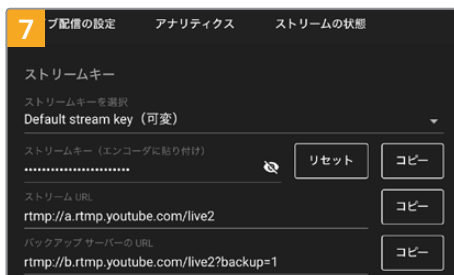 7
ブ配信の設定 アナリティクス ストリームの状態
ストリームキー
ストリームキーを選択
Default stream key（可変）
ストリームキー（エンコーダに貼り付け）
•••••••••••••••••••••••• リセット コピー
ストリーム URL
rtmp://a.rtmp.youtube.com/live2 コピー
バックアップ サーバーの URL
rtmp://b.rtmp.youtube.com/live2?backup=1 コピー